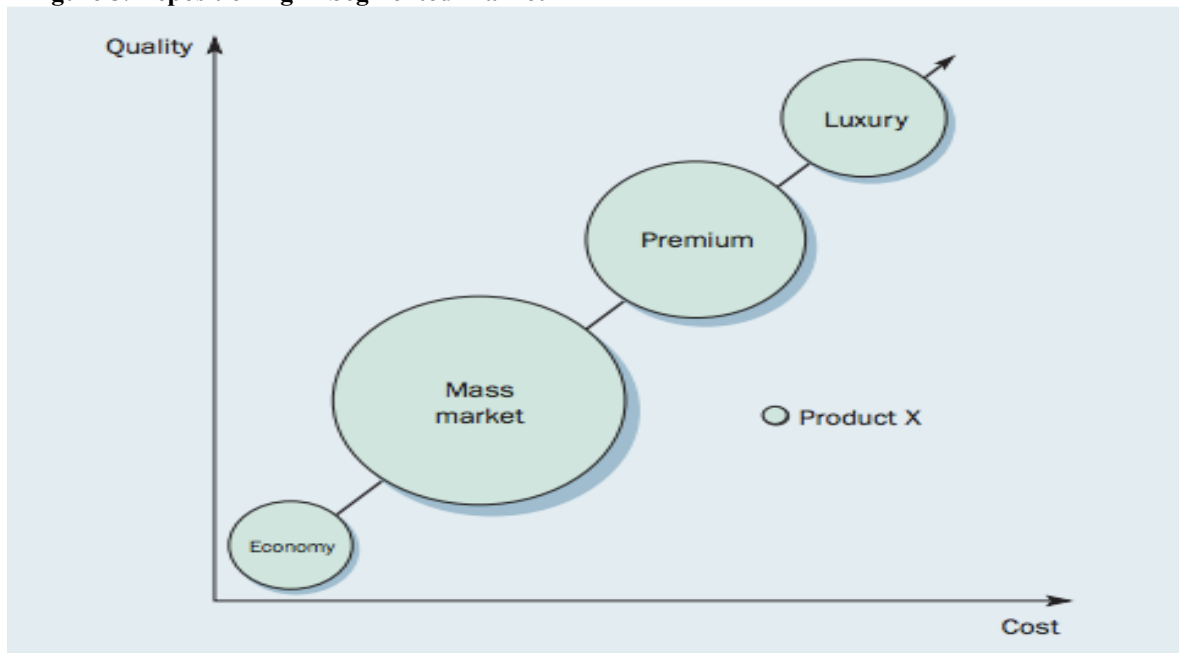 Quality
Luxury
Premium
Mass
market
Product X
Economy
Cost